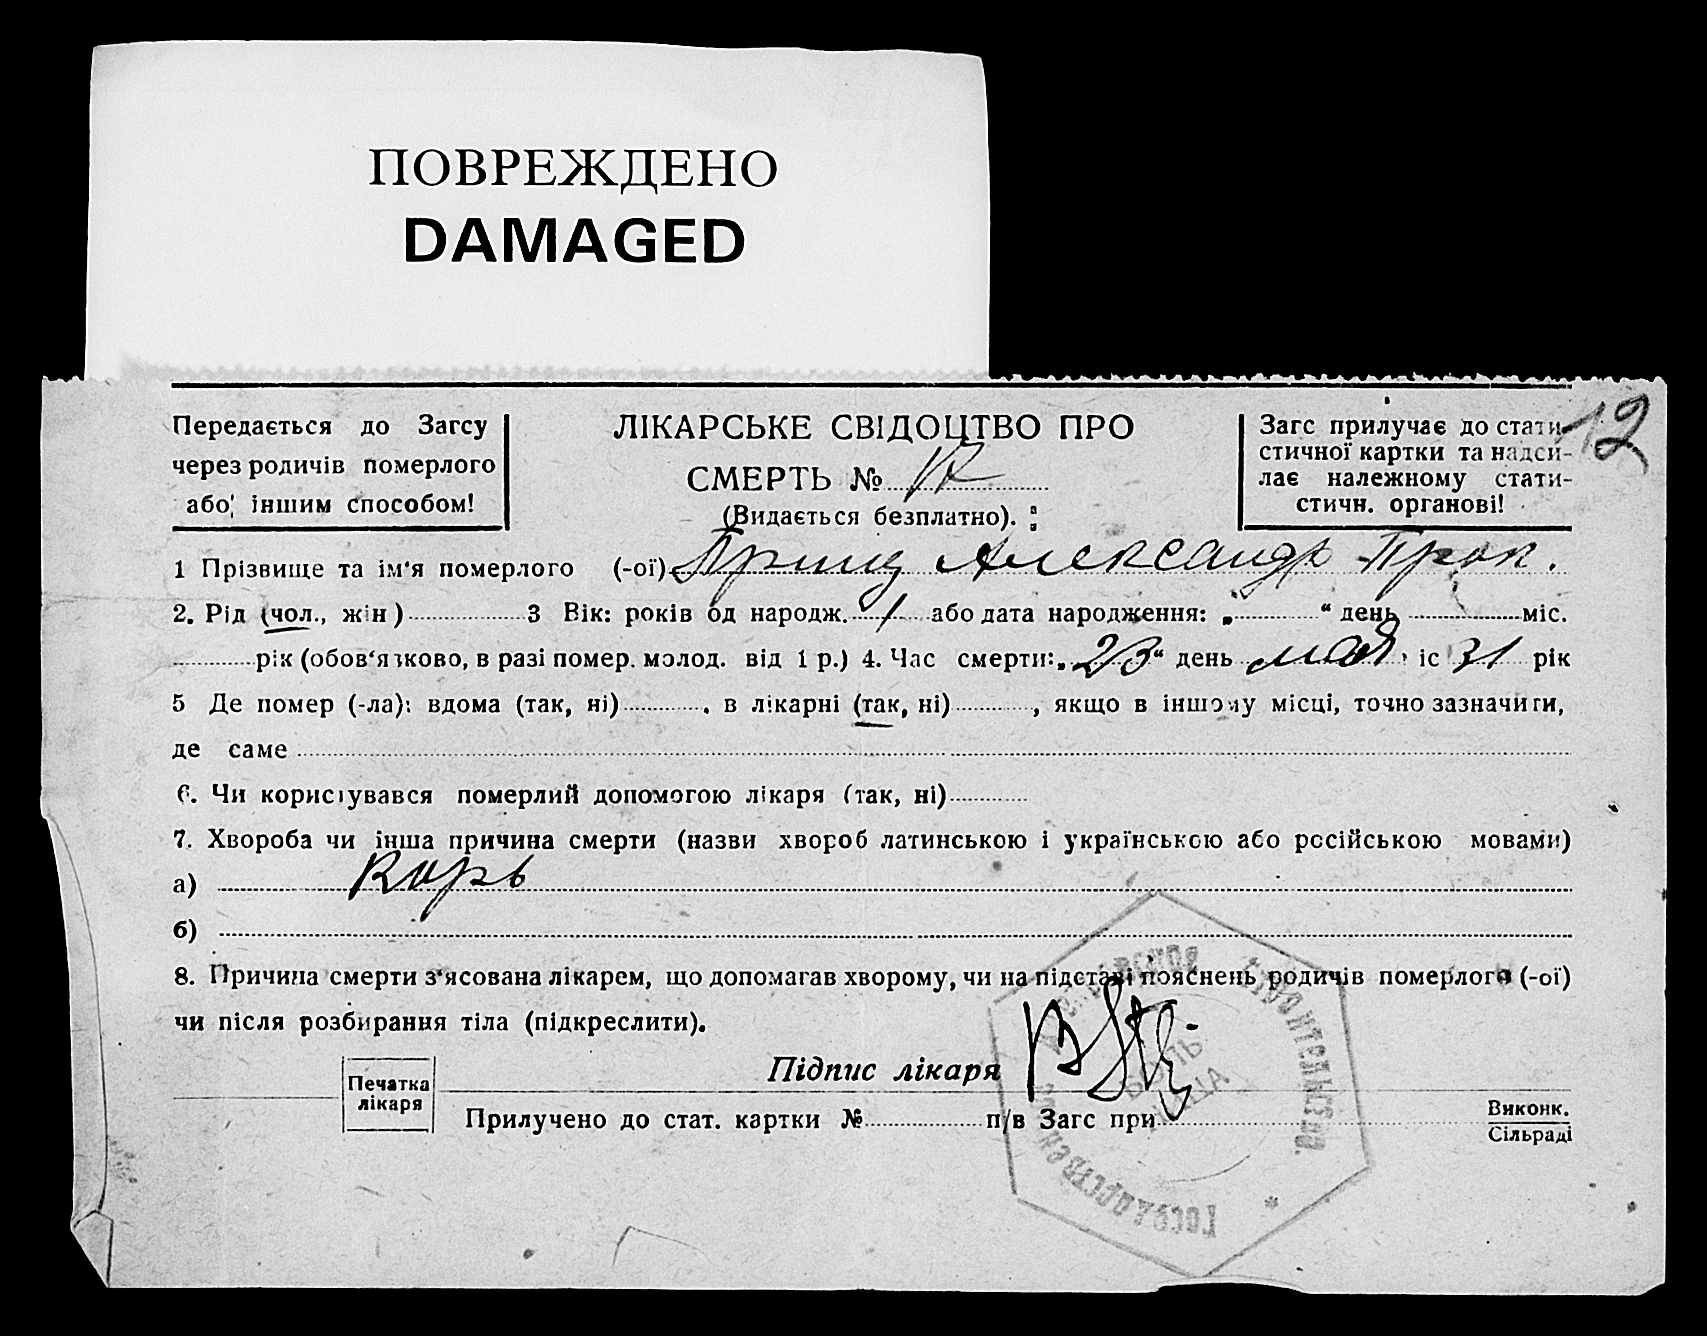 ПОВРЕЖДЕНО
DAMAGED
Передається до Загсу
через родичів померлого
або іншим способом!
ЛІКАРСЬКЕ СВІДОЦТВО ПРО
СМЕРТЬ №
(Видається безплатно).
Загс прилучає до стати-
стичної картки та надси-
лає належному стати-
стичн. органові!
12
1 Прізвище та ім'я померлого (-ої) Принц Александр Прок.
2. Рід (чол., жін) 3 Вік: років од народж. 1 або дата народження: „ “ день міс.
рік (обов'язково, в разі помер. молод. від 1 р.) 4. Час смерти: „23“ день мая іс 31 рік
5 Де помер (-ла): вдома (так, ні) , в лікарні (так, ні) , якщо в іншому місці, точно зазначити,
де саме
6. Чи користувався померлий допомогою лікаря (так, ні)
7. Хвороба чи інша причина смерти (назви хвороб латинською і українською або російською мовами)
а) Корь
б)
8. Причина смерти з'ясована лікарем, що допомагав хворому, чи на підставі пояснень родичів померлого (-ої)
чи після розбирання тіла (підкреслити).
Печатка
лікаря
Підпис лікаря
Прилучено до стат. картки № п/в Загс при
Виконк.
Сільраді